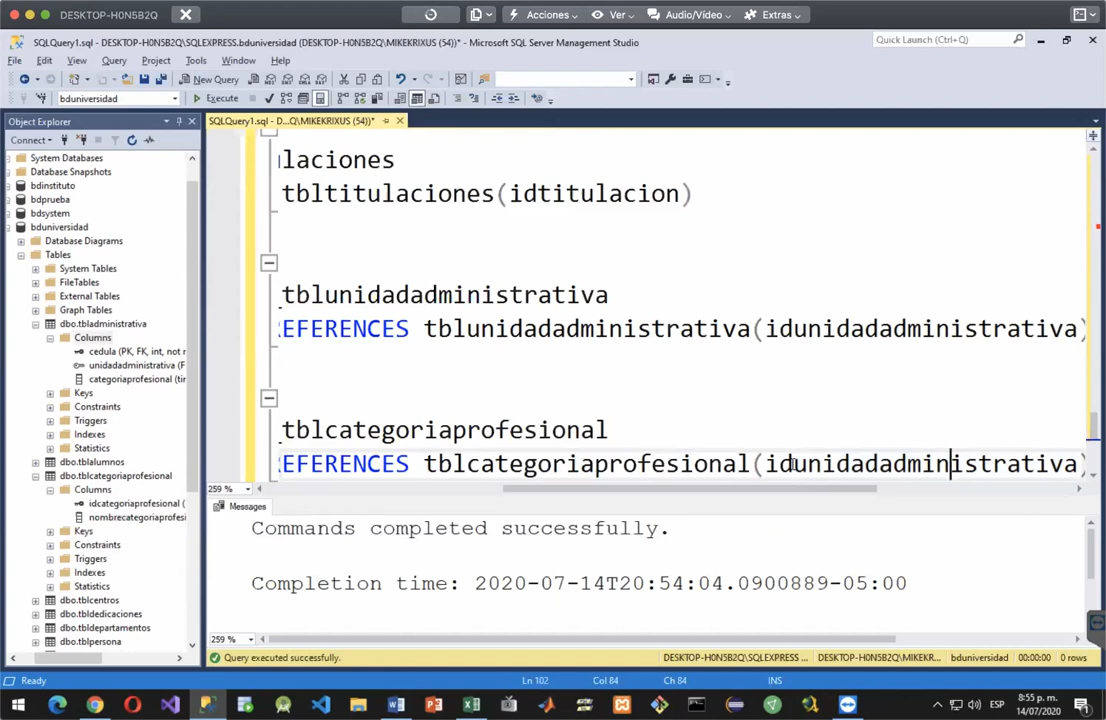 DESKTOP-H0N5B2Q
Acciones
Ver
Audio/Vídeo
Extras
SQLQuery1.sql - DESKTOP-H0N5B2Q\SQLEXPRESS.bduniversidad (DESKTOP-H0N5B2Q\MIKEKRIXUS (54))* - Microsoft SQL Server Management Studio
Quick Launch (Ctrl+Q)
File Edit View Query Project Tools Window Help
New Query
bduniversidad
Execute
Object Explorer
SQLQuery1.sql - D...Q\MIKEKRIXUS (54))*
Connect
System Databases
Database Snapshots
bdinstituto
bdprueba
bdsystem
bduniversidad
Database Diagrams
Tables
System Tables
FileTables
External Tables
Graph Tables
dbo.tbladministrativa
Columns
cedula (PK, FK, int, not n
unidadadministrativa (F
categoriaprofesional (tin
Keys
Constraints
Triggers
Indexes
Statistics
dbo.tblalumnos
dbo.tblcategoriaprofesional
Columns
idcategoriaprofesional (
nombrecategoriaprofesi
Keys
Constraints
Triggers
Indexes
Statistics
dbo.tblcentros
dbo.tbldedicaciones
dbo.tbldepartamentos
dbo.tblpersona
laciones
tbltitulaciones(idtitulacion)
_tblunidadadministrativa
REFERENCES tblunidadadministrativa(idunidadadministrativa)
_tblcategoriaprofesional
REFERENCES tblcategoriaprofesional(idunidadadministrativa)
259 %
Messages
Commands completed successfully.
Completion time: 2020-07-14T20:54:04.0900889-05:00
259 %
Query executed successfully.
DESKTOP-H0N5B2Q\SQLEXPRESS ...
DESKTOP-H0N5B2Q\MIKEKR...
bduniversidad
00:00:00
0 rows
Ready
Ln 102
Col 84
Ch 84
INS
ESP
8:55 p. m.
14/07/2020